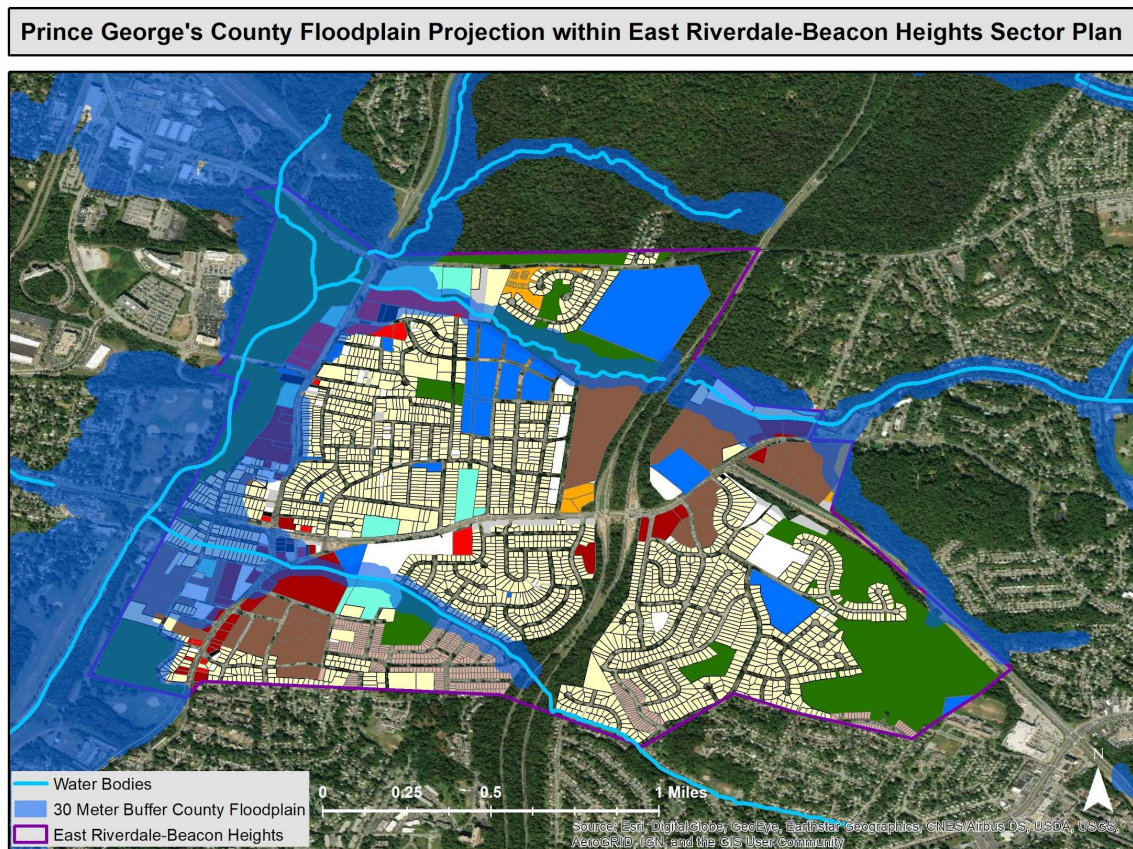 Prince George's County Floodplain Projection within East Riverdale-Beacon Heights Sector Plan
N
Water Bodies
30 Meter Buffer County Floodplain
East Riverdale-Beacon Heights
0 0.25 0.5 1 Miles
Source: Esri, DigitalGlobe, GeoEye, Earthstar Geographics, CNES/Airbus DS, USDA, USGS,
AeroGRID, IGN, and the GIS User Community